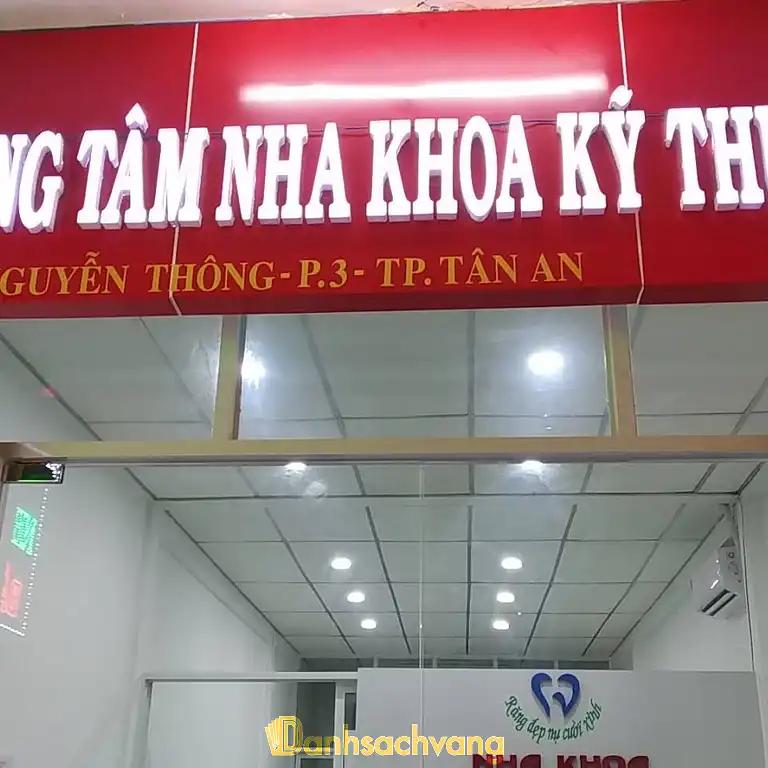 NG TÂM NHA KHOA KỸ TH
GUYỄN THÔNG - P.3 - TP. TÂN AN
Răng đẹp nụ cười xinh
Danhsachvana
NHA KHOA